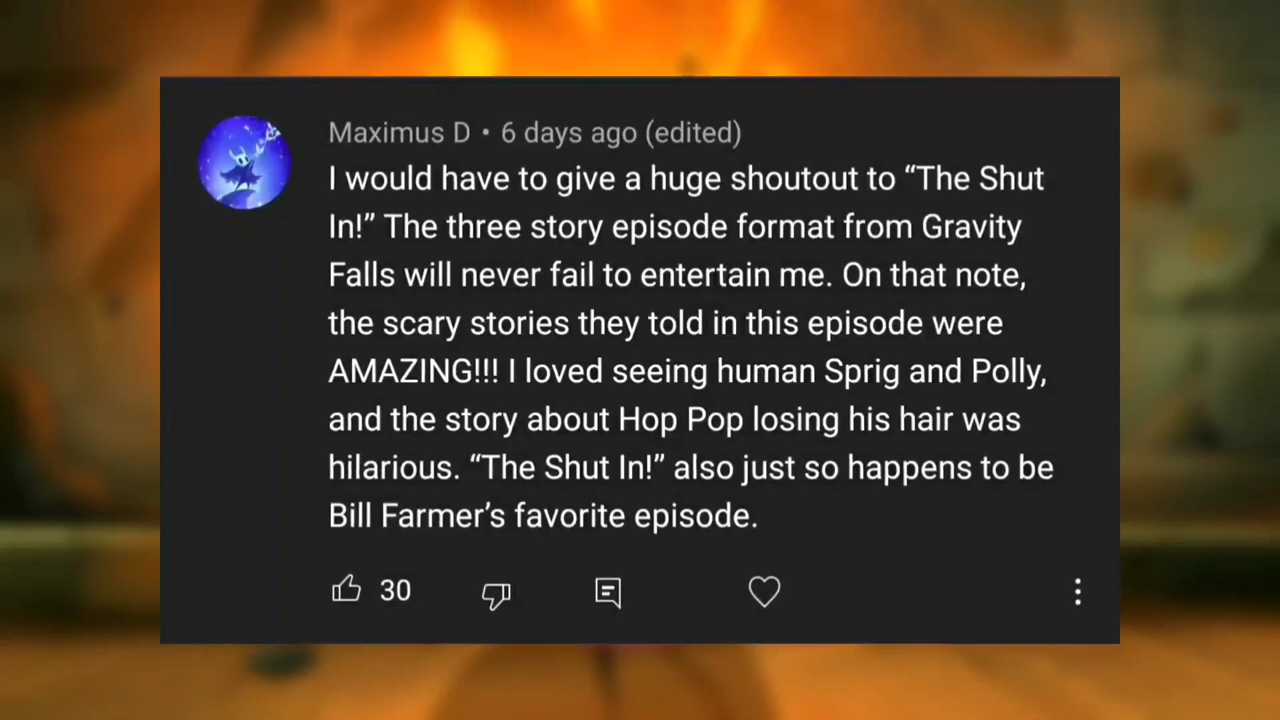 Maximus D • 6 days ago (edited)
I would have to give a huge shoutout to “The Shut
In!” The three story episode format from Gravity
Falls will never fail to entertain me. On that note,
the scary stories they told in this episode were
AMAZING!!! I loved seeing human Sprig and Polly,
and the story about Hop Pop losing his hair was
hilarious. “The Shut In!” also just so happens to be
Bill Farmer’s favorite episode.
30